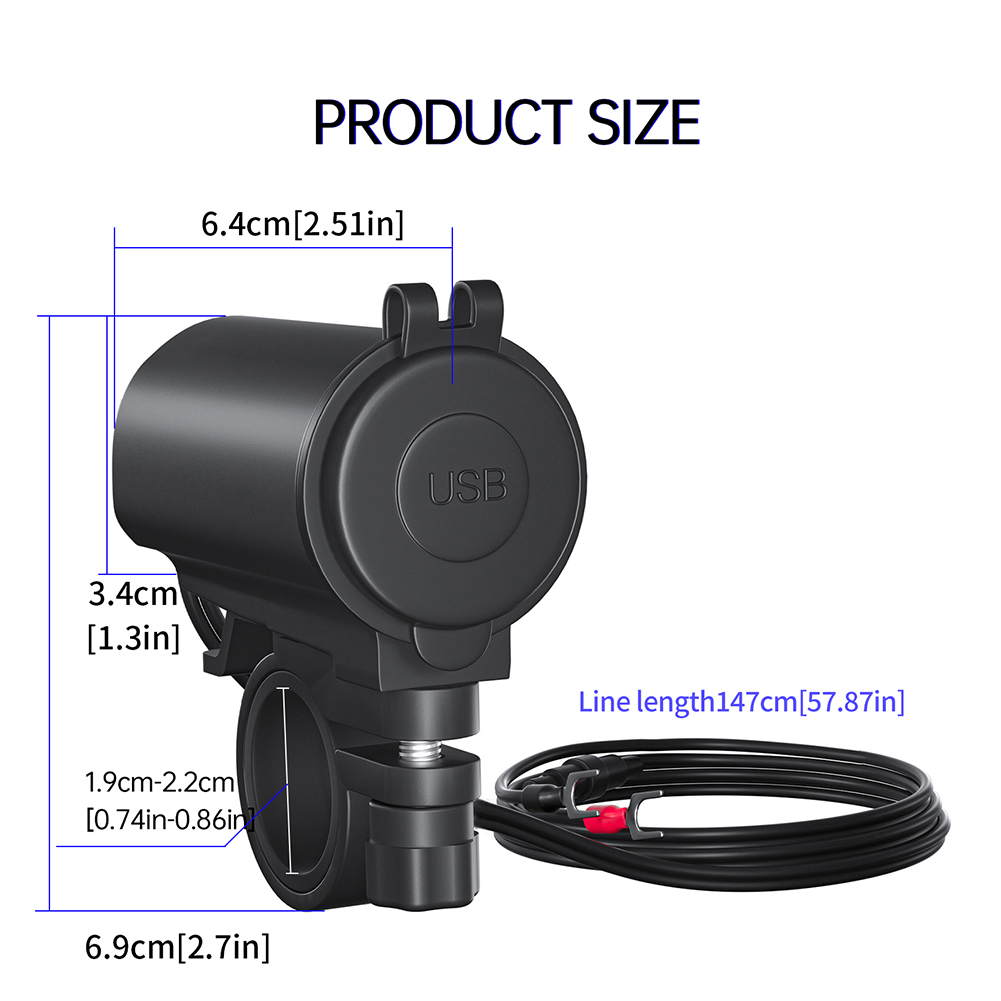 PRODUCT SIZE
6.4cm[2.51in]
USB
3.4cm
[1.3in]
Line length147cm[57.87in]
1.9cm-2.2cm
[0.74in-0.86in]
6.9cm[2.7in]